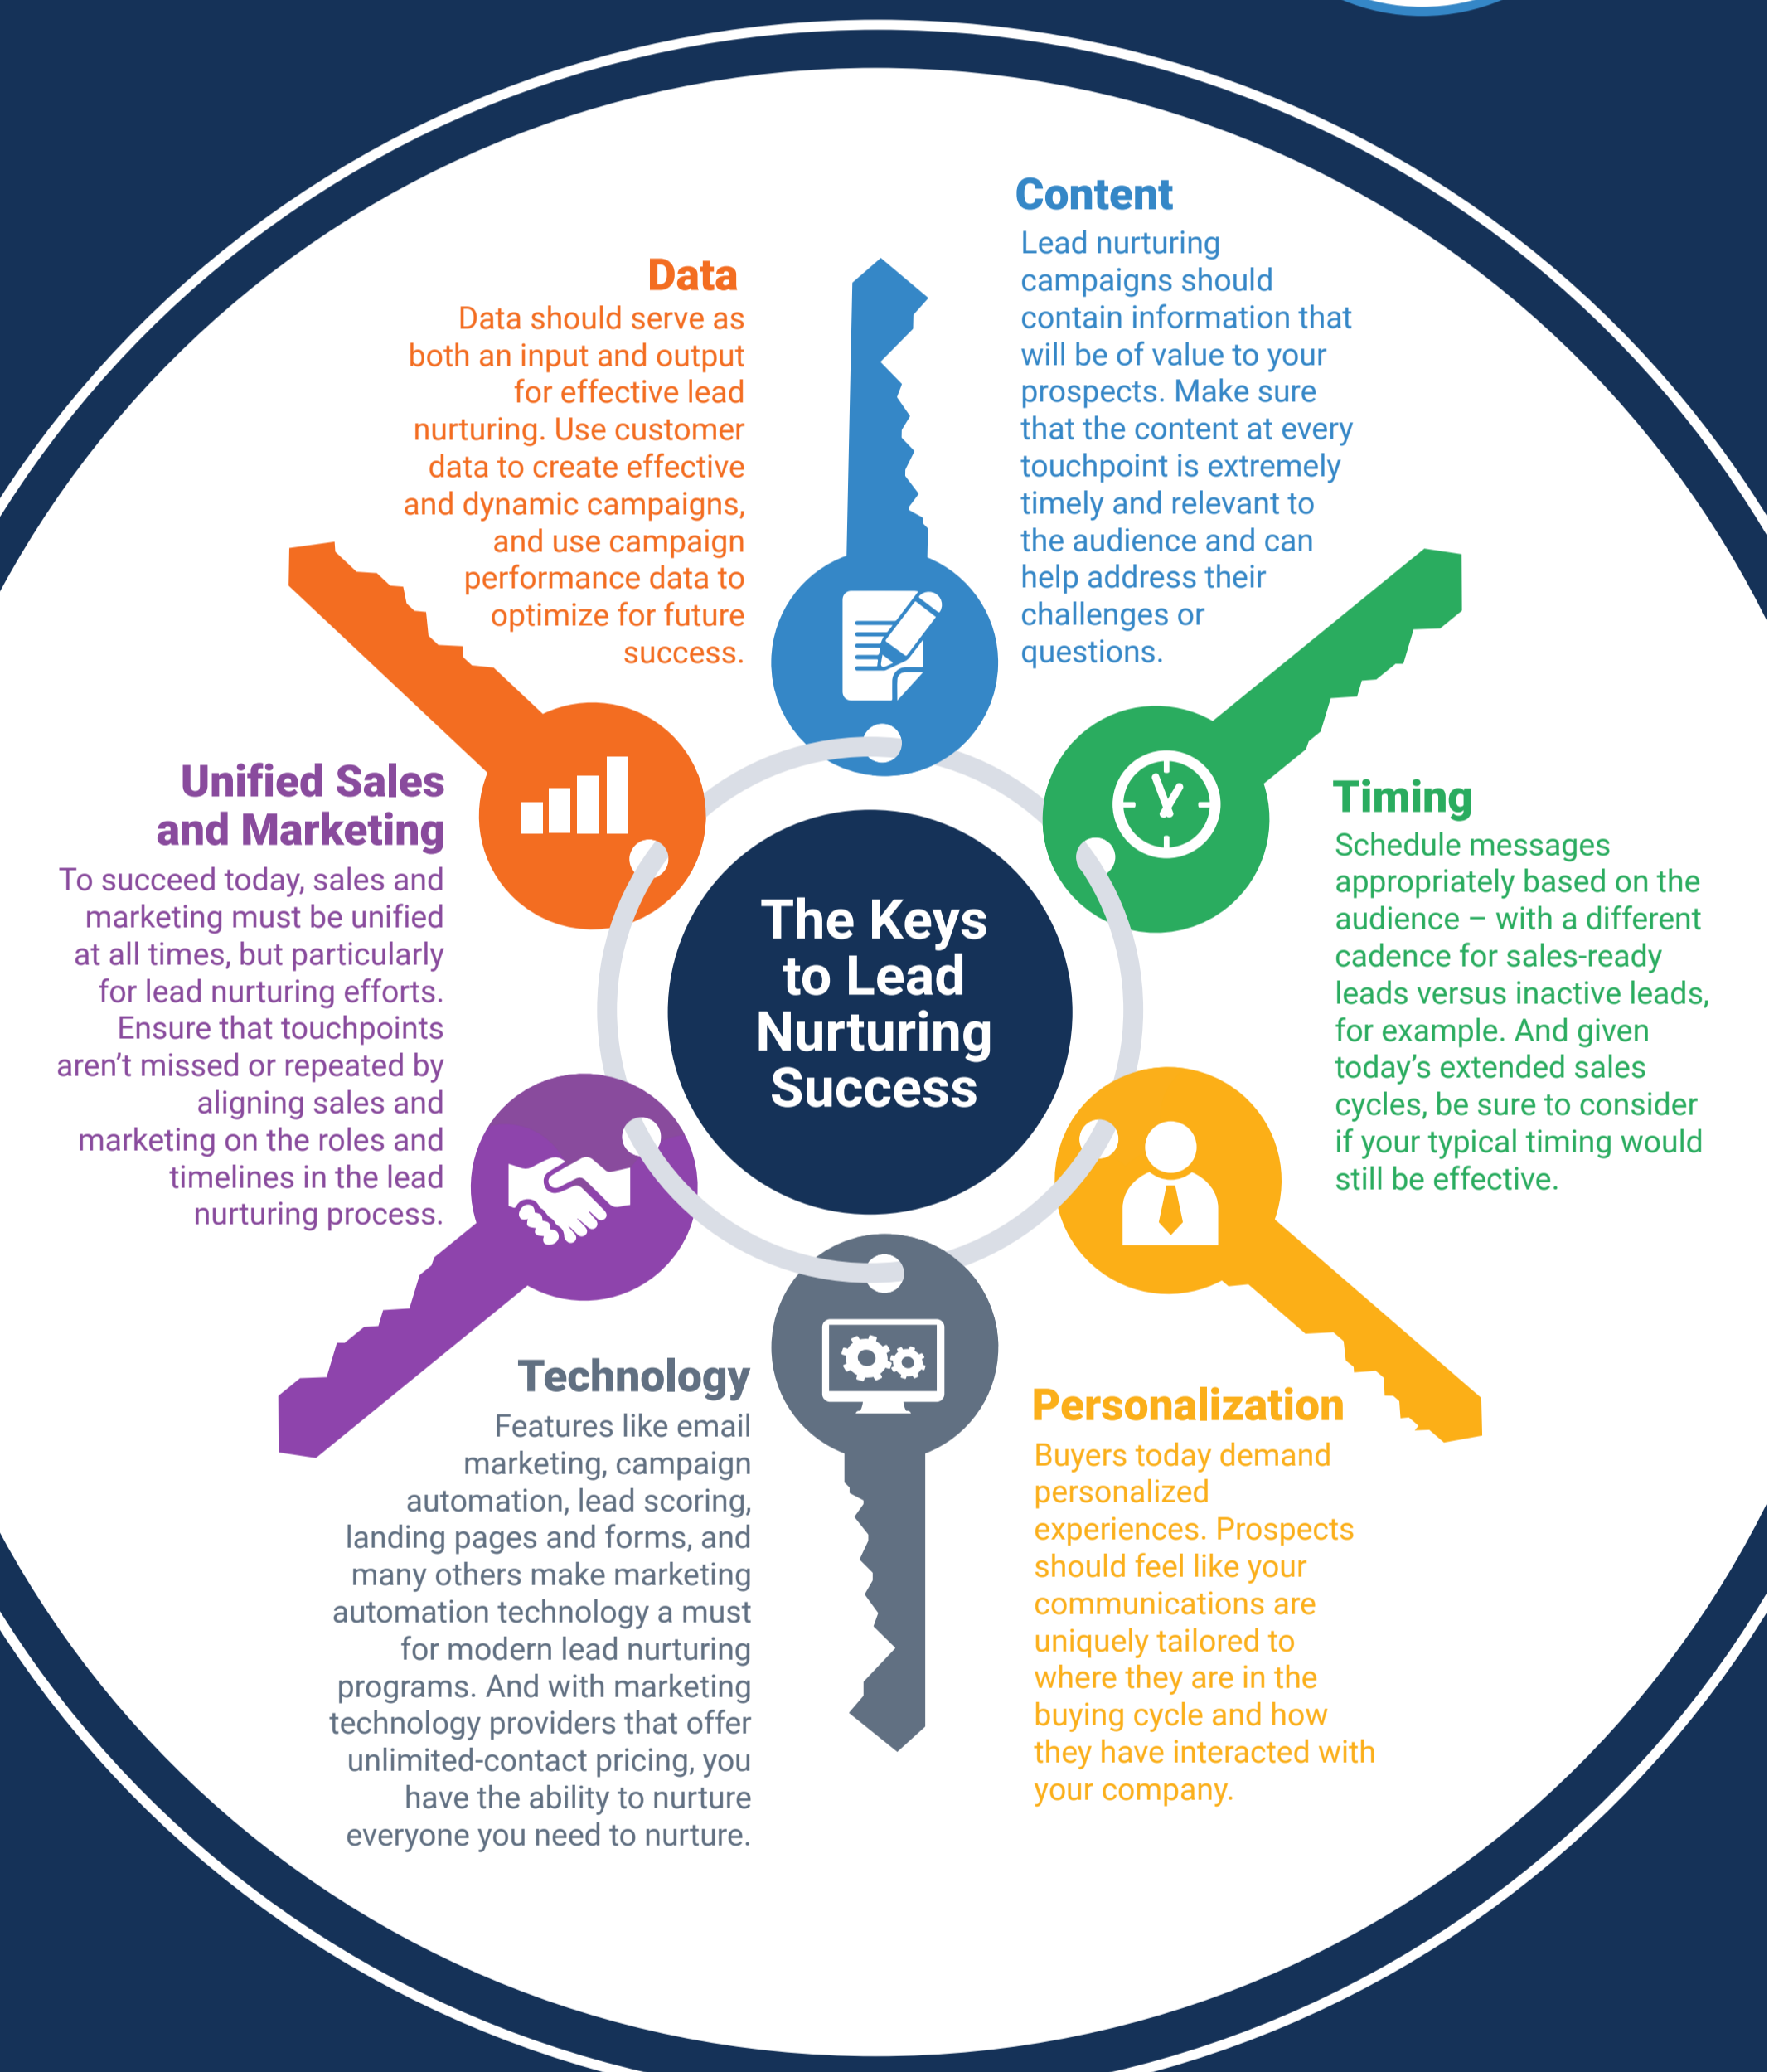 Content
Lead nurturing
campaigns should
contain information that
will be of value to your
prospects. Make sure
that the content at every
touchpoint is extremely
timely and relevant to
the audience and can
help address their
challenges or
questions.
Data
Data should serve as
both an input and output
for effective lead
nurturing. Use customer
data to create effective
and dynamic campaigns,
and use campaign
performance data to
optimize for future
success.
Unified Sales
and Marketing
To succeed today, sales and
marketing must be unified
at all times, but particularly
for lead nurturing efforts.
Ensure that touchpoints
aren’t missed or repeated by
aligning sales and
marketing on the roles and
timelines in the lead
nurturing process.
The Keys
to Lead
Nurturing
Success
Timing
Schedule messages
appropriately based on the
audience – with a different
cadence for sales-ready
leads versus inactive leads,
for example. And given
today’s extended sales
cycles, be sure to consider
if your typical timing would
still be effective.
Technology
Features like email
marketing, campaign
automation, lead scoring,
landing pages and forms, and
many others make marketing
automation technology a must
for modern lead nurturing
programs. And with marketing
technology providers that offer
unlimited-contact pricing, you
have the ability to nurture
everyone you need to nurture.
Personalization
Buyers today demand
personalized
experiences. Prospects
should feel like your
communications are
uniquely tailored to
where they are in the
buying cycle and how
they have interacted with
your company.